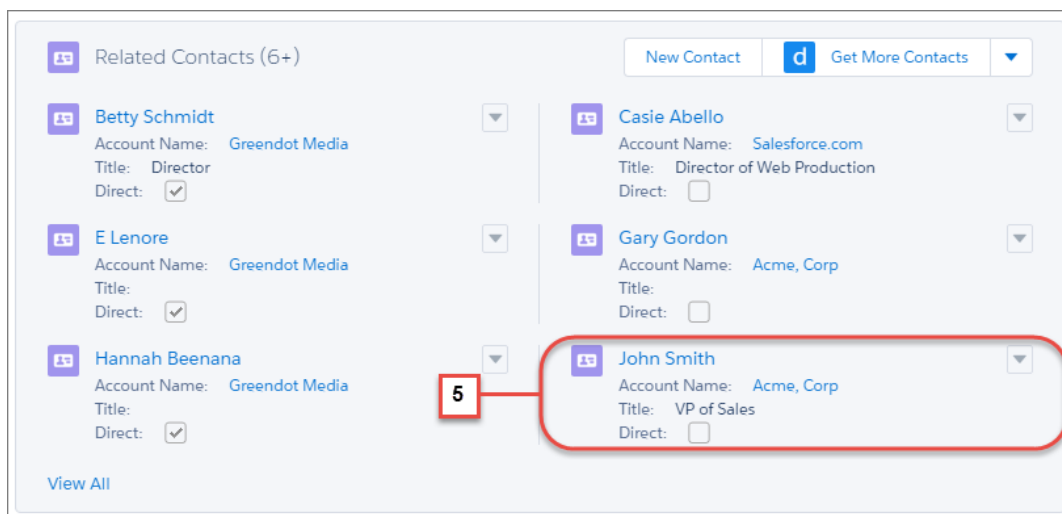 Related Contacts (6+)
New Contact
d Get More Contacts
Betty Schmidt
Account Name: Greendot Media
Title: Director
Direct:
Casie Abello
Account Name: Salesforce.com
Title: Director of Web Production
Direct:
E Lenore
Account Name: Greendot Media
Title:
Direct:
Gary Gordon
Account Name: Acme, Corp
Title:
Direct:
Hannah Beenana
Account Name: Greendot Media
Title:
Direct:
5
John Smith
Account Name: Acme, Corp
Title: VP of Sales
Direct:
View All